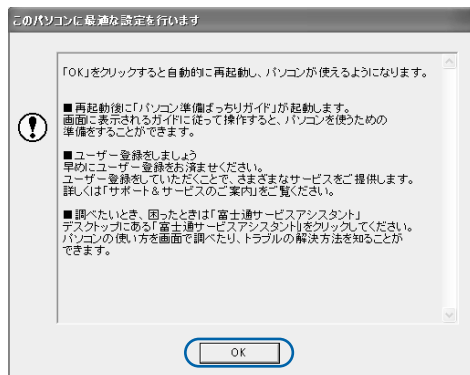 このパソコンに最適な設定を行います
「OK」をクリックすると自動的に再起動し、パソコンが使えるようになります。
■再起動後に「パソコン準備ばっちりガイド」が起動します。
画面に表示されるガイドに従って操作すると、パソコンを使うための
準備をすることができます。
■ユーザー登録をしましょう
早めにユーザー登録をお済ませください。
ユーザー登録をしていただくことで、さまざまなサービスをご提供します。
詳しくは「サポート&サービスのご案内」をご覧ください。
■調べたいとき、困ったときは「富士通サービスアシスタント」
デスクトップにある「富士通サービスアシスタント」をクリックしてください。
パソコンの使い方を画面で調べたり、トラブルの解決方法を知ることが
できます。
OK